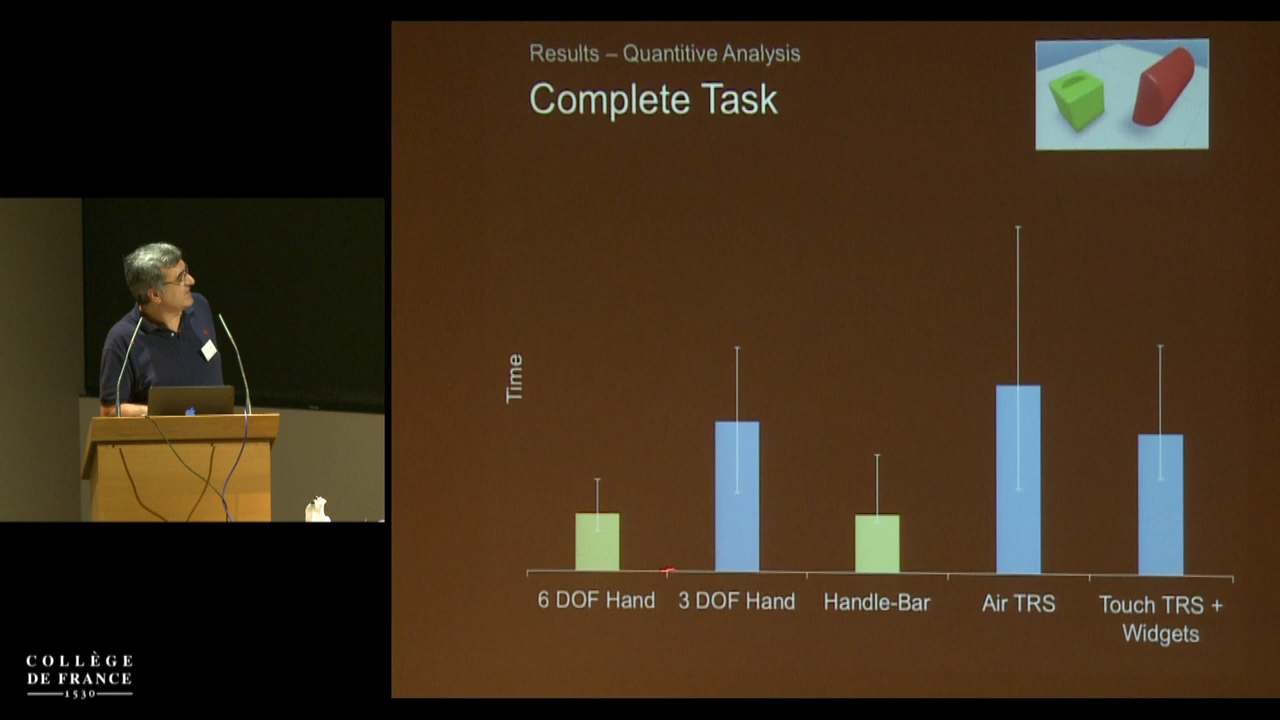 Results – Quantitive Analysis
Complete Task
Time
6 DOF Hand
3 DOF Hand
Handle-Bar
Air TRS
Touch TRS +
Widgets
COLLÈGE
DE FRANCE
1530